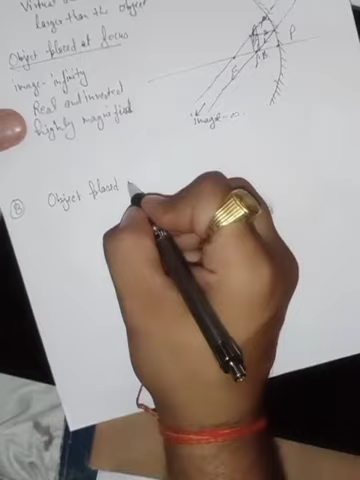 Virtual
larger than the object
Object placed at focus
image - infinity
Real and inverted
highly magnified
P
C
image - ∞
Object placed